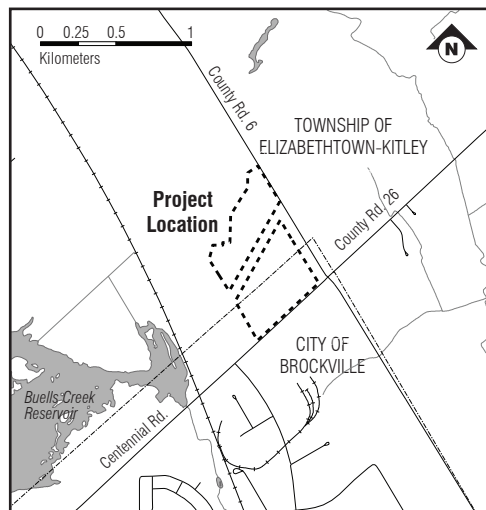 0 0.25 0.5 1
Kilometers
N
County Rd. 6
TOWNSHIP OF
ELIZABETHTOWN-KITLEY
Project
Location
County Rd. 26
CITY OF
BROCKVILLE
Buells Creek
Reservoir
Centennial Rd.